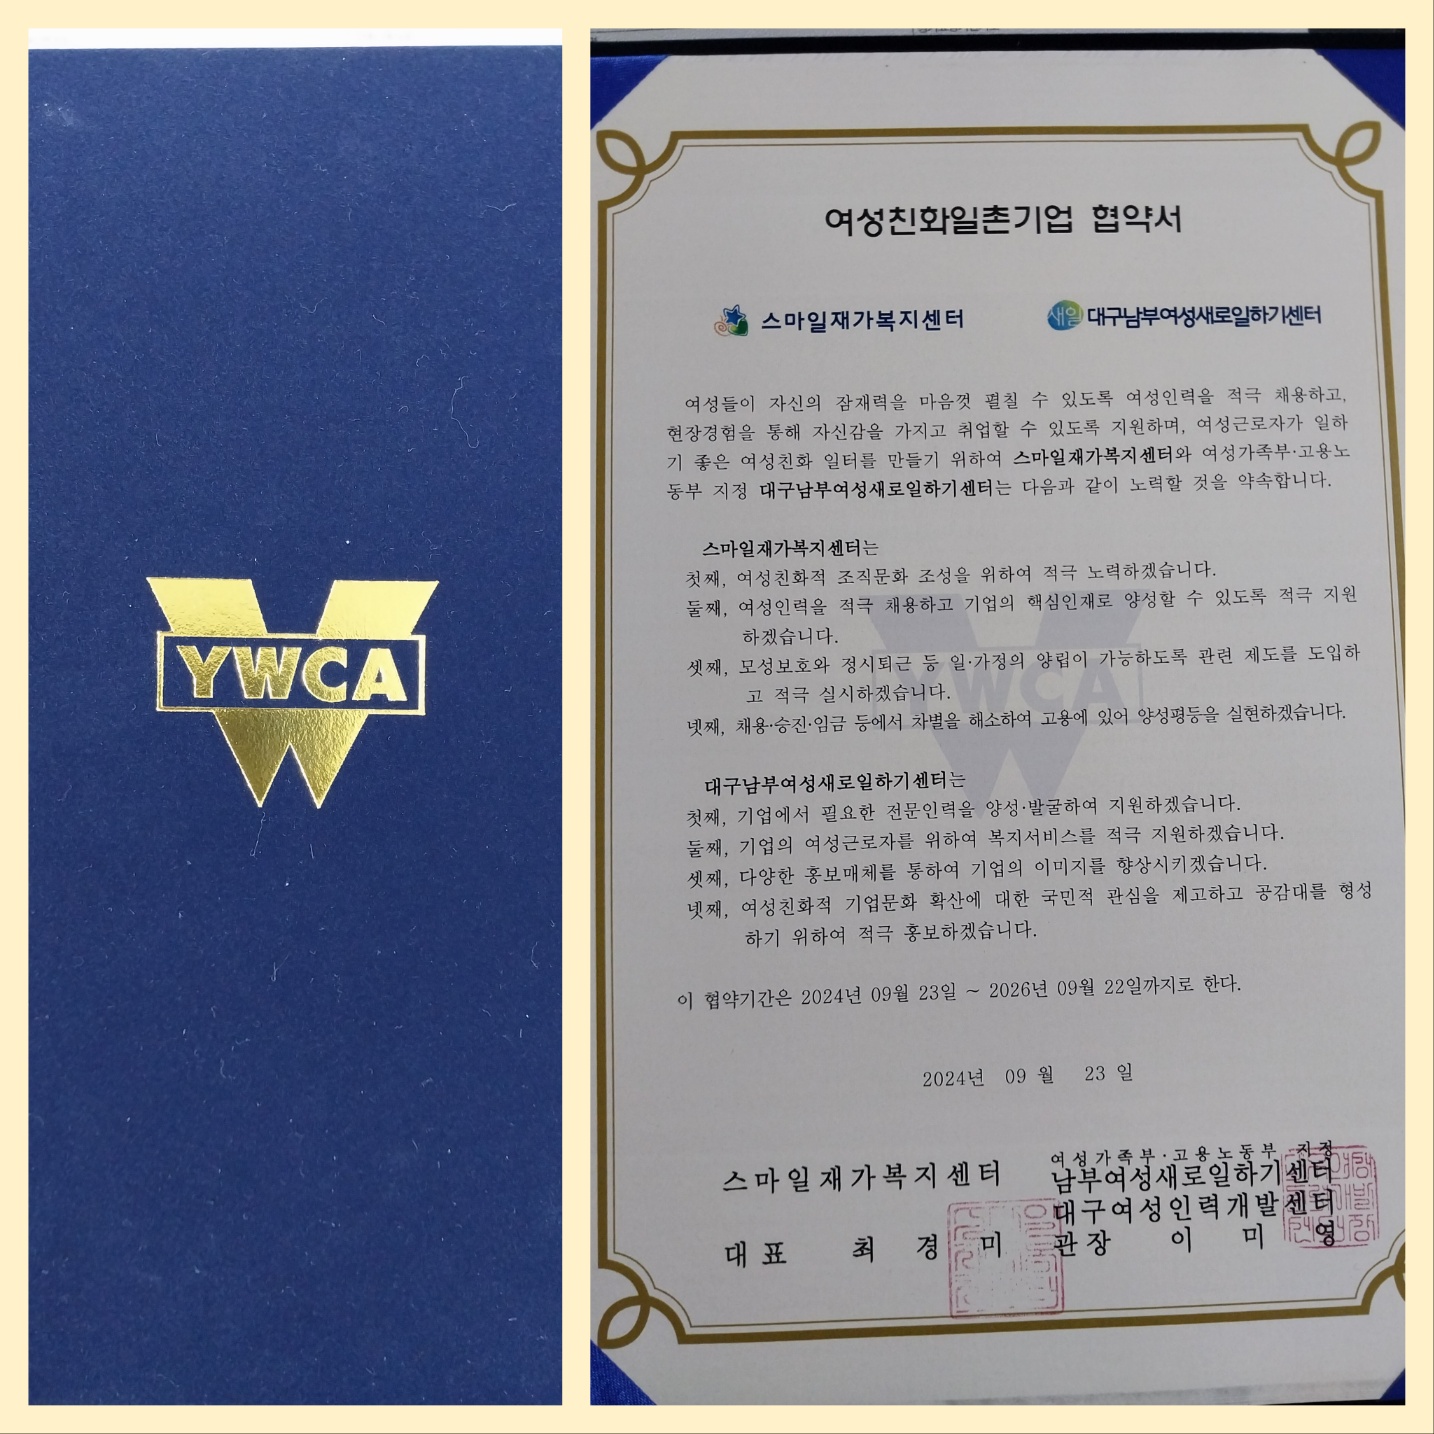 YWCA
여성친화일촌기업 협약서
스마일재가복지센터
새일 대구남부여성새로일하기센터
여성들이 자신의 잠재력을 마음껏 펼칠 수 있도록 여성인력을 적극 채용하고,
현장경험을 통해 자신감을 가지고 취업할 수 있도록 지원하며, 여성근로자가 일하
기 좋은 여성친화 일터를 만들기 위하여 스마일재가복지센터와 여성가족부·고용노
동부 지정 대구남부여성새로일하기센터는 다음과 같이 노력할 것을 약속합니다.
스마일재가복지센터는
첫째, 여성친화적 조직문화 조성을 위하여 적극 노력하겠습니다.
둘째, 여성인력을 적극 채용하고 기업의 핵심인재로 양성할 수 있도록 적극 지원
하겠습니다.
셋째, 모성보호와 정시퇴근 등 일·가정의 양립이 가능하도록 관련 제도를 도입하
고 적극 실시하겠습니다.
넷째, 채용·승진·임금 등에서 차별을 해소하여 고용에 있어 양성평등을 실현하겠습니다.
YWCA
대구남부여성새로일하기센터는
첫째, 기업에서 필요한 전문인력을 양성·발굴하여 지원하겠습니다.
둘째, 기업의 여성근로자를 위하여 복지서비스를 적극 지원하겠습니다.
셋째, 다양한 홍보매체를 통하여 기업의 이미지를 향상시키겠습니다.
넷째, 여성친화적 기업문화 확산에 대한 국민적 관심을 제고하고 공감대를 형성
하기 위하여 적극 홍보하겠습니다.
이 협약기간은 2024년 09월 23일 ~ 2026년 09월 22일까지로 한다.
2024년 09 월 23 일
스마일재가복지센터
대표 최 경 미
여성가족부·고용노동부 지정
남부여성새로일하기센터
대구여성인력개발센터
관장 이 미 영